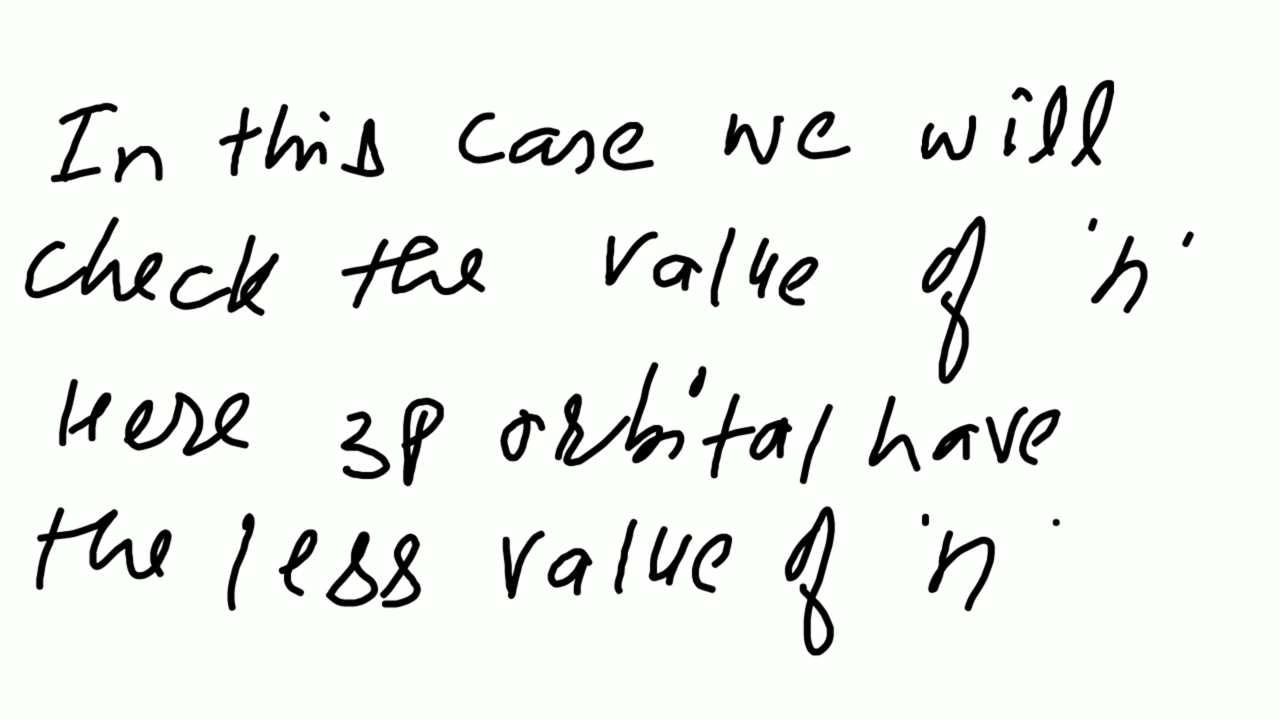 In this case we will
check the value of 'n'
Here 3p orbital have
the less value of 'n'